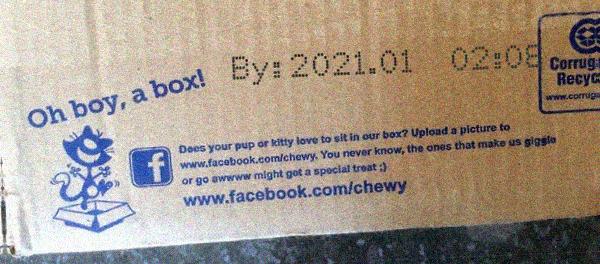 Oh boy, a box!
By: 2021.01 02:08
Does your pup or kitty love to sit in our box? Upload a picture to
www.facebook.com/chewy. You never know, the ones that make us giggle
or go awwww might get a special treat ;)
www.facebook.com/chewy
f